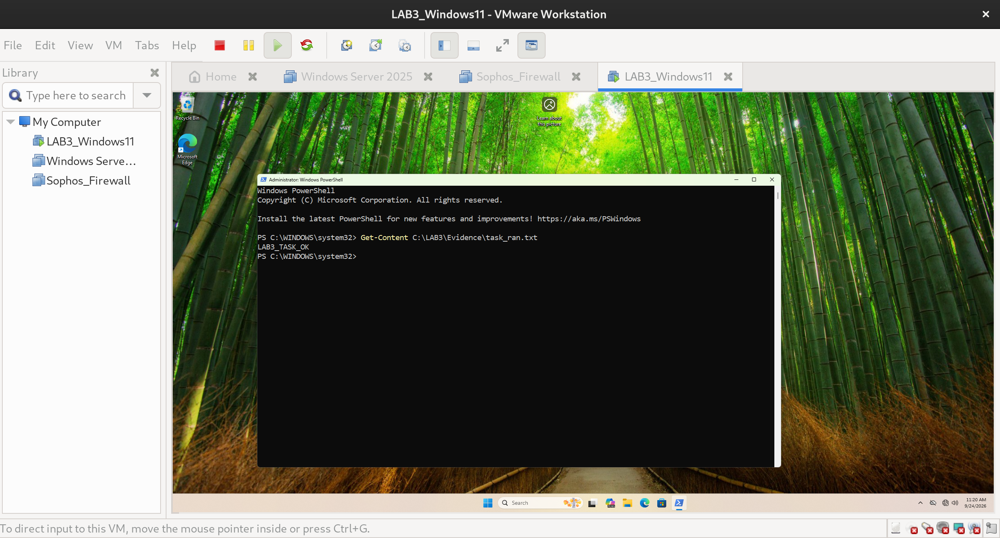 LAB3_Windows11 - VMware Workstation
File Edit View VM Tabs Help
Library
Type here to search
My Computer
LAB3_Windows11
Windows Serve...
Sophos_Firewall
Home
Windows Server 2025
Sophos_Firewall
LAB3_Windows11
Recycle Bin
Learn about
this picture
Microsoft
Edge
Administrator: Windows PowerShell
Windows PowerShell
Copyright (C) Microsoft Corporation. All rights reserved.
Install the latest PowerShell for new features and improvements! https://aka.ms/PSWindows
PS C:\WINDOWS\system32> Get-Content C:\LAB3\Evidence\task_ran.txt
LAB3_TASK_OK
PS C:\WINDOWS\system32>
Search
M365
11:20 AM
9/24/2026
To direct input to this VM, move the mouse pointer inside or press Ctrl+G.